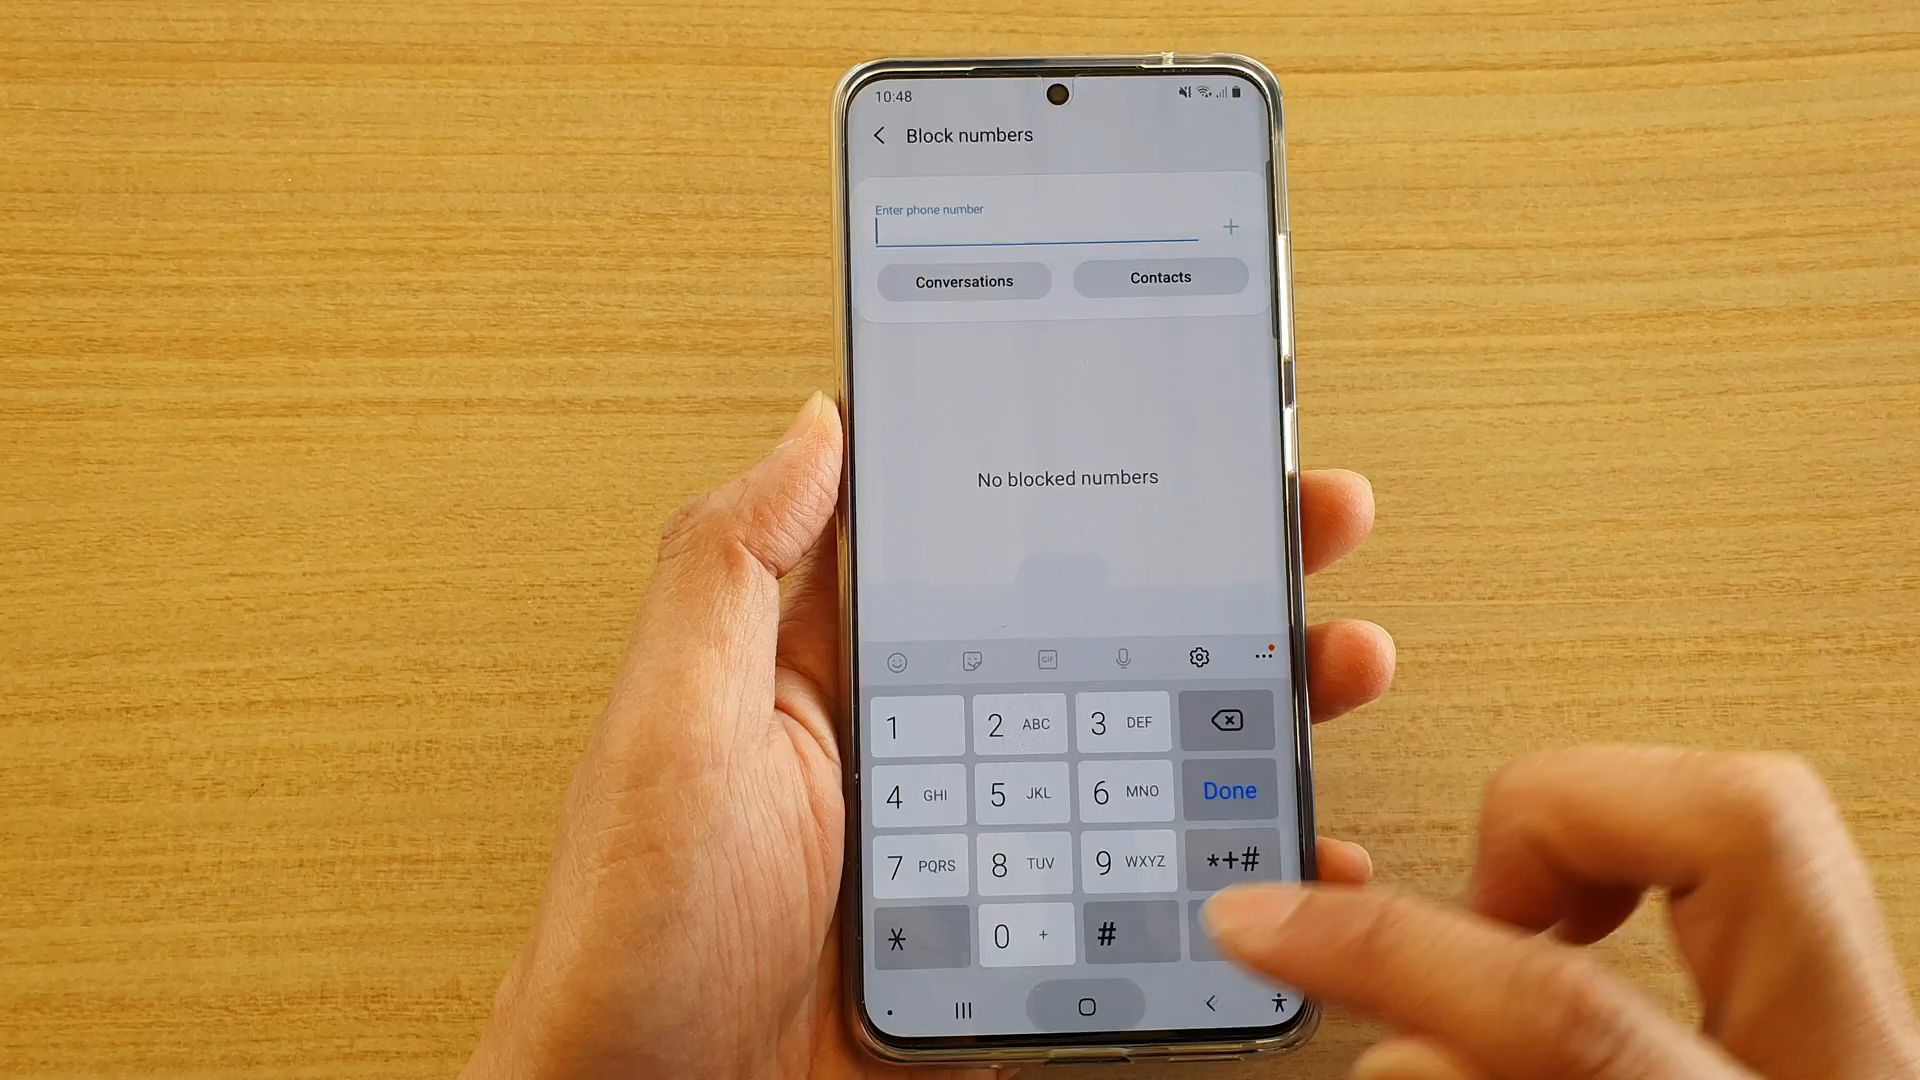 10:48
Block numbers
Enter phone number
Conversations
Contacts
No blocked numbers
GIF
1
2 ABC
3 DEF
4 GHI
5 JKL
6 MNO
Done
7 PQRS
8 TUV
9 WXYZ
*+#
*
0 +
#